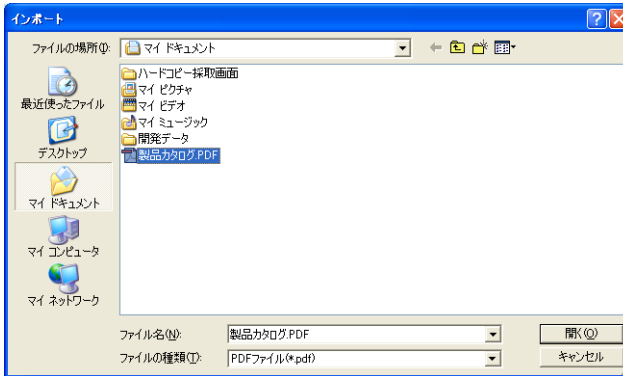 インポート
ファイルの場所(I):
マイ ドキュメント
最近使ったファイル
デスクトップ
マイ ドキュメント
マイ コンピュータ
マイ ネットワーク
ハードコピー採取画面
マイ ピクチャ
マイ ビデオ
マイ ミュージック
開発データ
製品カタログ.PDF
ファイル名(N):
製品カタログ.PDF
開く(O)
ファイルの種類(T):
PDFファイル(*.pdf)
キャンセル